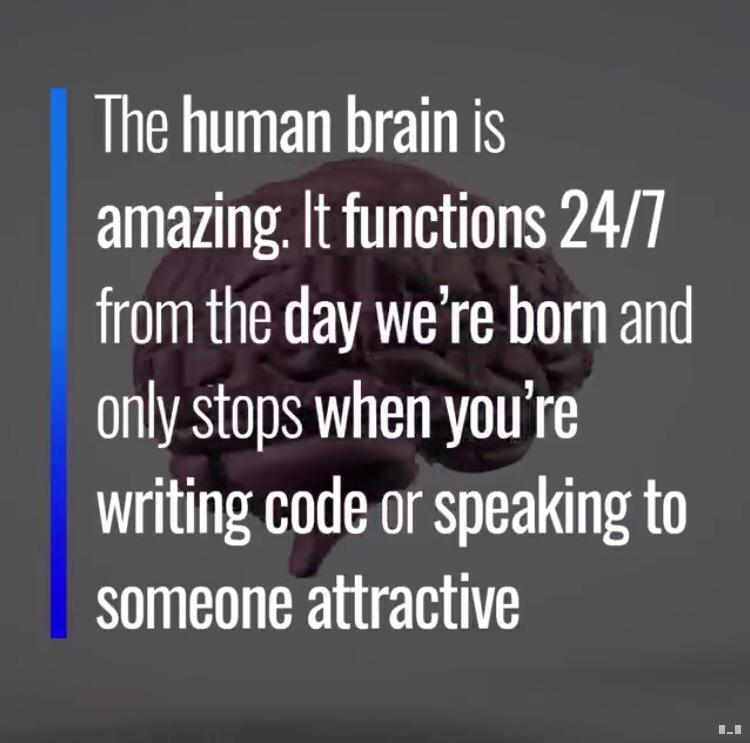 The human brain is
amazing. It functions 24/7
from the day we're born and
only stops when you're
writing code or speaking to
someone attractive